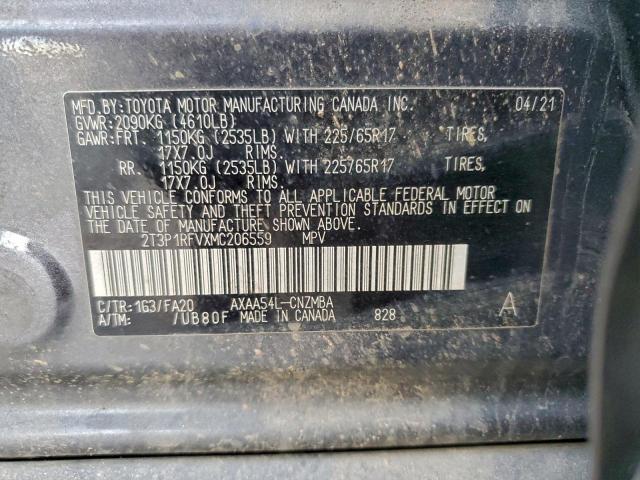 MFD.BY:TOYOTA MOTOR MANUFACTURING CANADA INC. 04/21
GVWR:2090KG (4610LB)
GAWR:FRT. 1150KG (2535LB) WITH 225/65R17 TIRES,
17X7.0J RIMS.
RR. 1150KG (2535LB) WITH 225/65R17 TIRES,
17X7.0J RIMS.
THIS VEHICLE CONFORMS TO ALL APPLICABLE FEDERAL MOTOR
VEHICLE SAFETY AND THEFT PREVENTION STANDARDS IN EFFECT ON
THE DATE OF MANUFACTURE SHOWN ABOVE.
2T3P1RFVXMC206559 MPV
C/TR:1G3/FA20 AXAA54L-CNZMBA A
A/TM: /UB80F MADE IN CANADA 828